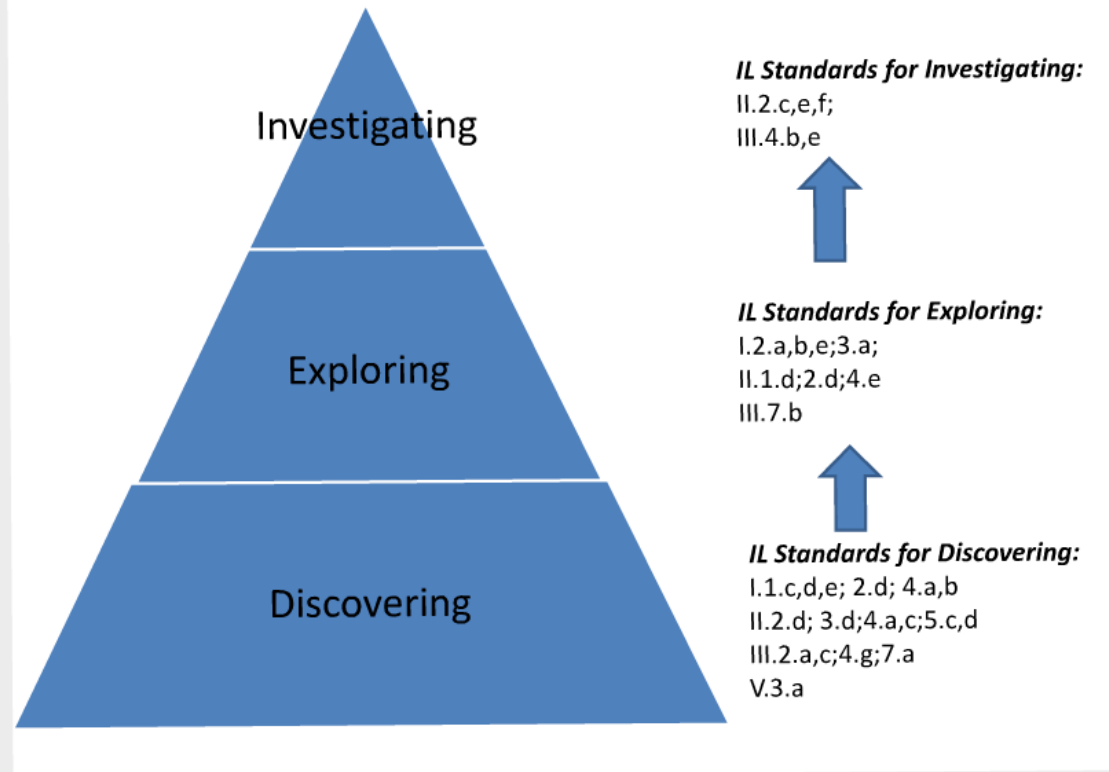 Investigating
IL Standards for Investigating:
II.2.c,e,f;
III.4.b,e
Exploring
IL Standards for Exploring:
I.2.a,b,e;3.a;
II.1.d;2.d;4.e
III.7.b
Discovering
IL Standards for Discovering:
I.1.c,d,e; 2.d; 4.a,b
II.2.d; 3.d;4.a,c;5.c,d
III.2.a,c;4.g;7.a
V.3.a